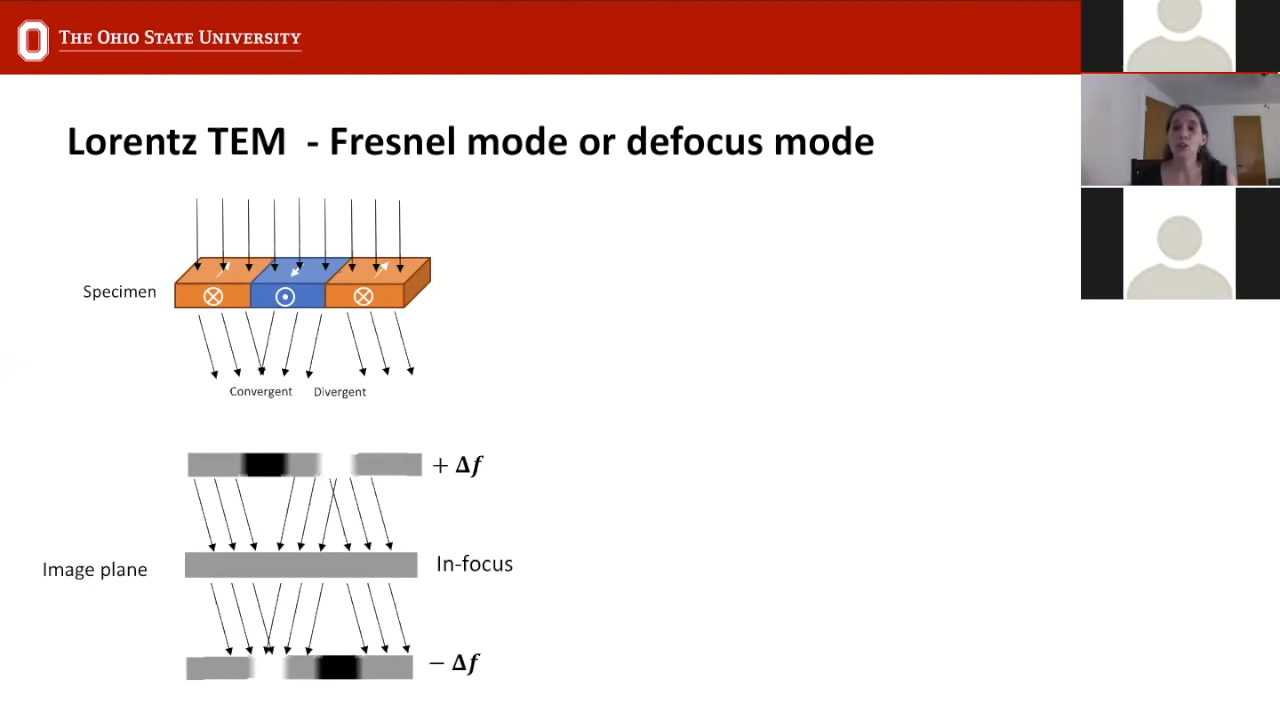 THE OHIO STATE UNIVERSITY
Lorentz TEM - Fresnel mode or defocus mode
Specimen
Convergent Divergent
+ Δf
Image plane
In-focus
− Δf